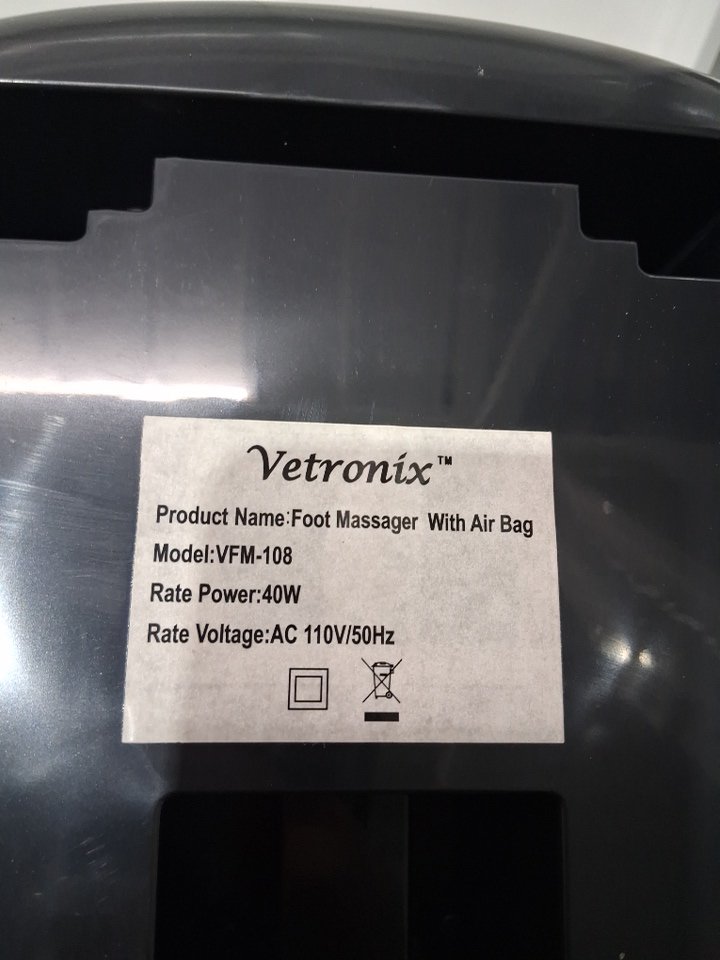 Vetronix™
Product Name:Foot Massager With Air Bag
Model:VFM-108
Rate Power:40W
Rate Voltage:AC 110V/50Hz